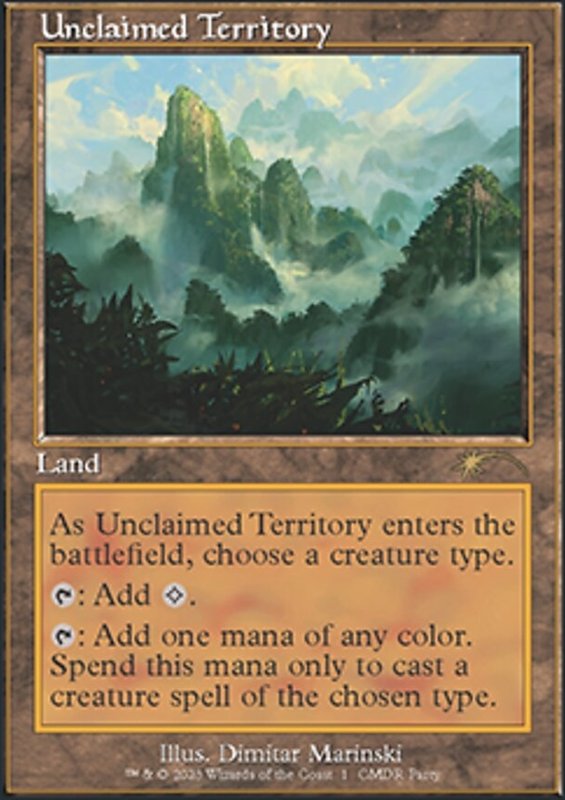 Unclaimed Territory
Land
As Unclaimed Territory enters the
battlefield, choose a creature type.
: Add .
: Add one mana of any color.
Spend this mana only to cast a
creature spell of the chosen type.
Illus. Dimitar Marinski
™ & © 2023 Wizards of the Coast 1 CMDR Party